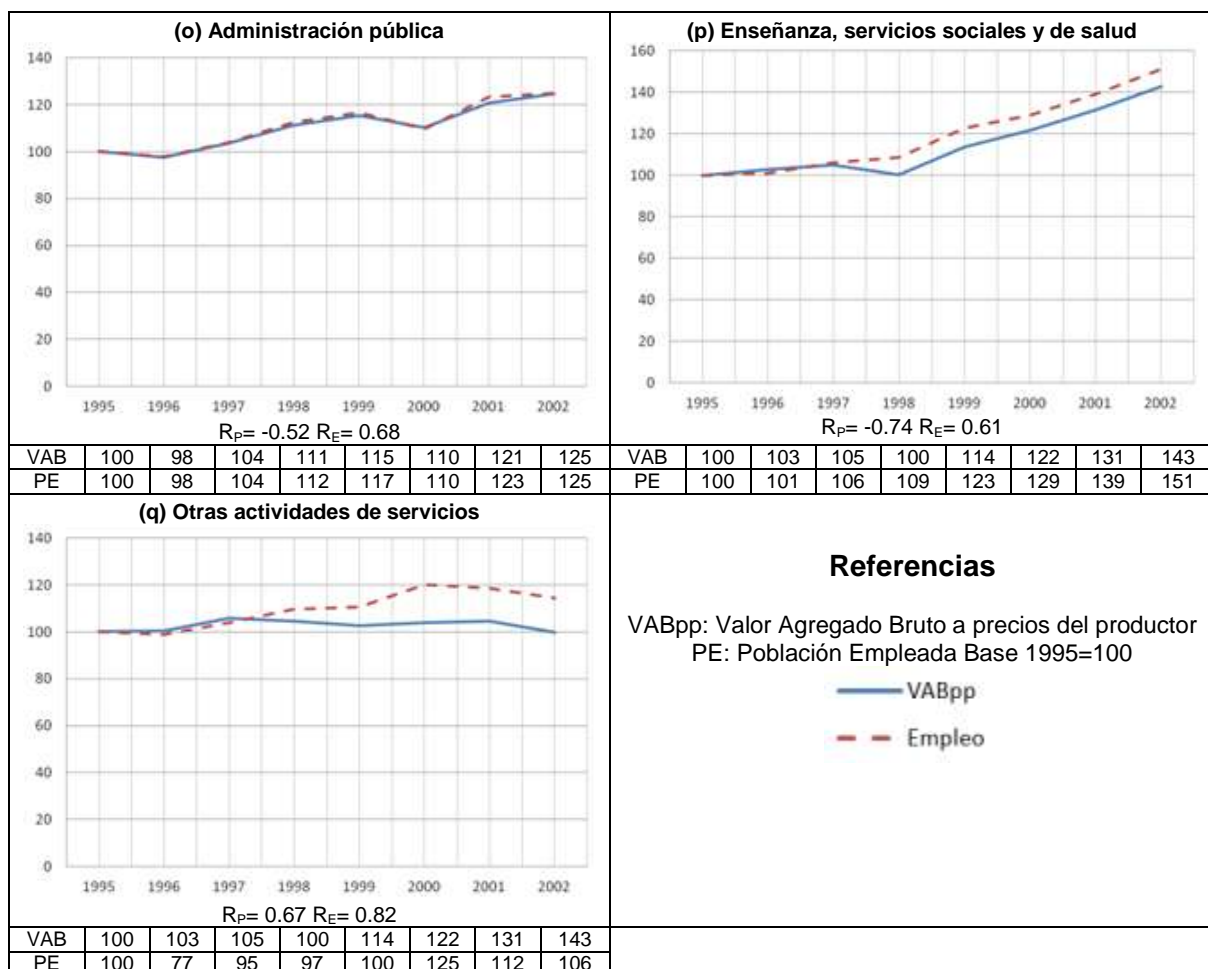 (o) Administración pública
140
120
100
80
60
40
20
0
1995 1996 1997 1998 1999 2000 2001 2002
RP= -0.52 RE= 0.68
VAB 100 98 104 111 115 110 121 125
PE 100 98 104 112 117 110 123 125
(p) Enseñanza, servicios sociales y de salud
160
140
120
100
80
60
40
20
0
1995 1996 1997 1998 1999 2000 2001 2002
RP= -0.74 RE= 0.61
VAB 100 103 105 100 114 122 131 143
PE 100 101 106 109 123 129 139 151
(q) Otras actividades de servicios
140
120
100
80
60
40
20
0
1995 1996 1997 1998 1999 2000 2001 2002
RP= 0.67 RE= 0.82
VAB 100 103 105 100 114 122 131 143
PE 100 77 95 97 100 125 112 106
Referencias
VABpp: Valor Agregado Bruto a precios del productor
PE: Población Empleada Base 1995=100
VABpp
Empleo